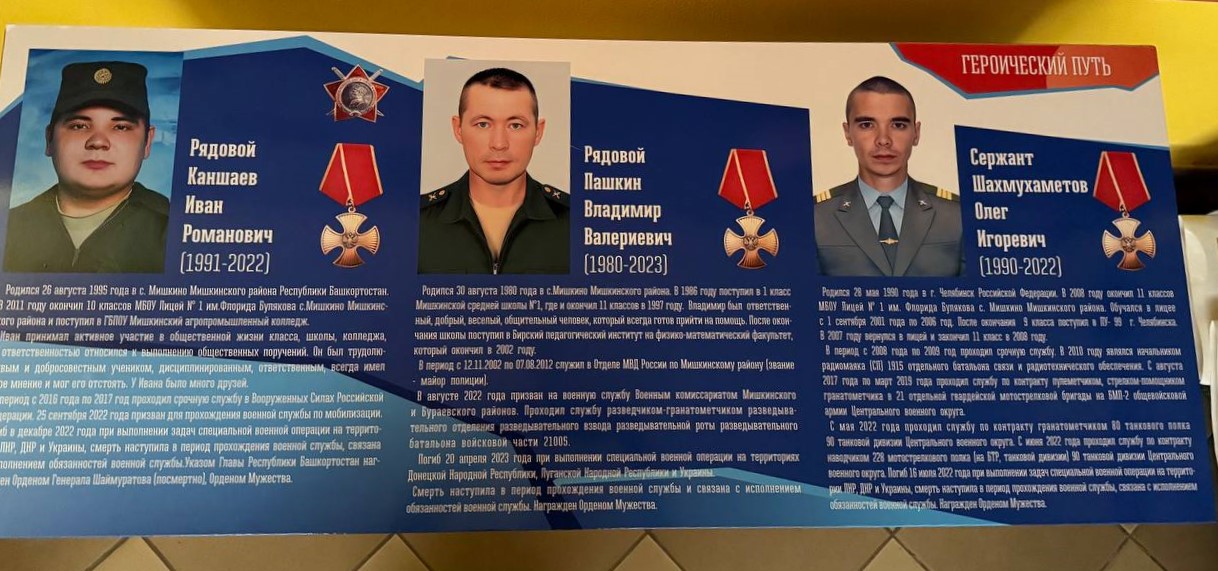 ГЕРОИЧЕСКИЙ ПУТЬ
Рядовой
Каншаев
Иван
Романович
(1991-2022)
Родился 26 августа 1995 года в с. Мишкино Мишкинского района Республики Башкортостан.
В 2011 году окончил 10 классов МБОУ Лицей № 1 им.Флорида Булякова с.Мишкино Мишкинс-
кого района и поступил в ГБПОУ Мишкинский агропромышленный колледж.
Иван принимал активное участие в общественной жизни класса, школы, колледжа,
ответственностью относился к выполнению общественных поручений. Он был трудолю-
вым и добросовестным учеником, дисциплинированным, ответственным, всегда имел
ое мнение и мог его отстоять. У Ивана было много друзей.
период с 2016 года по 2017 год проходил срочную службу в Вооруженных Силах Российской
дерации. 25 сентября 2022 года призван для прохождения военной службы по мобилизации.
иб в декабре 2022 года при выполнении задач специальной военной операции на террито-
ЛНР, ДНР и Украины, смерть наступила в период прохождения военной службы, связана
полнением обязанностей военной службы.Указом Главы Республики Башкортостан наг-
ен Орденом Генерала Шаймуратова (посмертно), Орденом Мужества.
Рядовой
Пашкин
Владимир
Валериевич
(1980-2023)
Родился 30 августа 1980 года в с.Мишкино Мишкинского района. В 1986 году поступил в 1 класс
Мишкинской средней школы №1, где и окончил 11 классов в 1997 году. Владимир был ответствен-
ный, добрый, веселый, общительный человек, который всегда готов прийти на помощь. После окон-
чания школы поступил в Бирский педагогический институт на физико-математический факультет,
который окончил в 2002 году.
В период с 12.11.2002 по 07.08.2012 служил в Отделе МВД России по Мишкинскому району (звание
- майор полиции).
В августе 2022 года призван на военную службу Военным комиссариатом Мишкинского
и Бураевского районов. Проходил службу разведчиком-гранатометчиком разведыва-
тельного отделения разведывательного взвода разведывательной роты разведывательного
батальона войсковой части 21005.
Погиб 20 апреля 2023 года при выполнении специальной военной операции на территориях
Донецкой Народной Республики, Луганской Народной Республики и Украины.
Смерть наступила в период прохождения военной службы и связана с исполнением
обязанностей военной службы. Награжден Орденом Мужества.
Сержант
Шахмухаметов
Олег
Игоревич
(1990-2022)
Родился 28 мая 1990 года в г. Челябинск Российской Федерации. В 2008 году окончил 11 классов
МБОУ Лицей № 1 им. Флорида Булякова с. Мишкино Мишкинского района. Обучался в лицее
с 1 сентября 2001 года по 2006 год. После окончания 9 класса поступил в ПУ- 99 г. Челябинска.
В 2007 году вернулся в лицей и закончил 11 класс в 2008 году.
В период с 2008 года по 2009 год проходил срочную службу. В 2010 году являлся начальником
радиомаяка (СП) 1915 отдельного батальона связи и радиотехнического обеспечения. С августа
2017 года по март 2019 года проходил службу по контракту пулеметчиком, стрелком-помощником
гранатометчика в 21 отдельной гвардейской мотострелковой бригады на БМП-2 общевойсковой
армии Центрального военного округа.
С мая 2022 года проходил службу по контракту гранатометчиком 80 танкового полка
90 танковой дивизии Центрального военного округа. С июня 2022 года проходил службу по контракту
наводчиком 228 мотострелкового полка (на БТР, танковой дивизии) 90 танковой дивизии Центрального
военного округа. Погиб 16 июля 2022 года при выполнении задач специальной военной операции на террито-
рии ЛНР, ДНР и Украины, смерть наступила в период прохождения военной службы, связана с исполнением
обязанностей военной службы. Награжден Орденом Мужества.